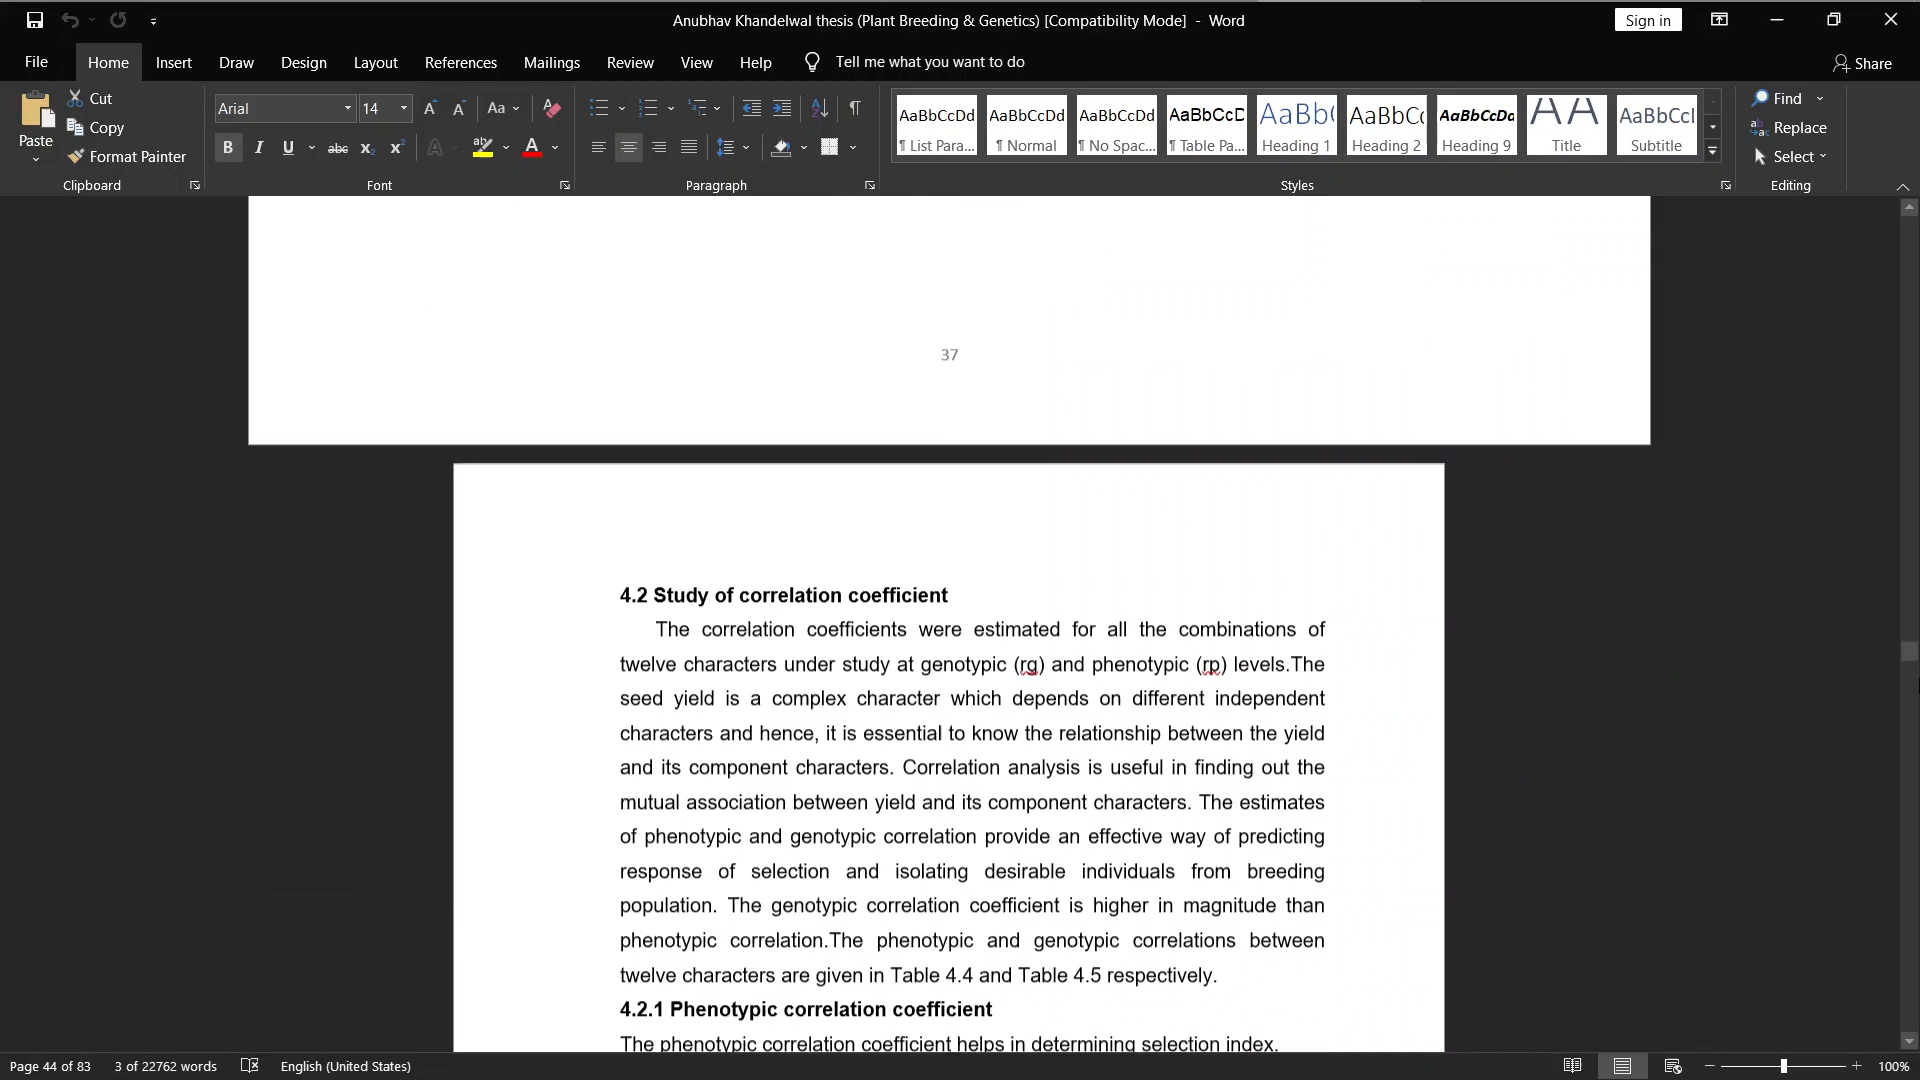 Anubhav Khandelwal thesis (Plant Breeding & Genetics) [Compatibility Mode] - Word
Sign in
File Home Insert Draw Design Layout References Mailings Review View Help Tell me what you want to do Share
Paste
Cut
Copy
Format Painter
Clipboard
Arial 14 Aa
B I U abc x₂ x² ab A
Font
Paragraph
AaBbCcDd AaBbCcDd AaBbCcDd AaBbCcD AaBb( AaBbC( AaBbCcDd AA AaBbCcI
¶ List Para... ¶ Normal ¶ No Spac... ¶ Table Pa... Heading 1 Heading 2 Heading 9 Title Subtitle
Styles
Find
Replace
Select
Editing
37
4.2 Study of correlation coefficient
The correlation coefficients were estimated for all the combinations of
twelve characters under study at genotypic (rg) and phenotypic (rp) levels.The
seed yield is a complex character which depends on different independent
characters and hence, it is essential to know the relationship between the yield
and its component characters. Correlation analysis is useful in finding out the
mutual association between yield and its component characters. The estimates
of phenotypic and genotypic correlation provide an effective way of predicting
response of selection and isolating desirable individuals from breeding
population. The genotypic correlation coefficient is higher in magnitude than
phenotypic correlation.The phenotypic and genotypic correlations between
twelve characters are given in Table 4.4 and Table 4.5 respectively.
4.2.1 Phenotypic correlation coefficient
The phenotypic correlation coefficient helps in determining selection index.
Page 44 of 83 3 of 22762 words English (United States) 100%